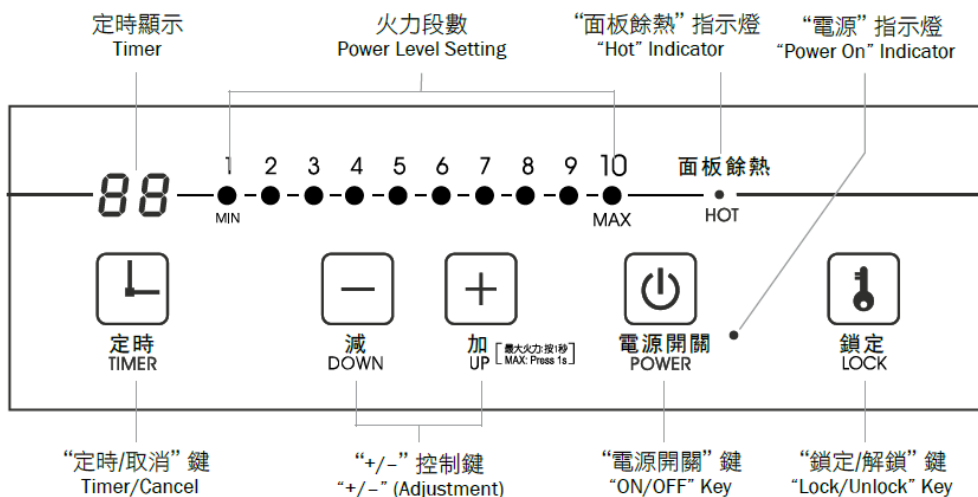 定時顯示
Timer
火力段數
Power Level Setting
“面板餘熱” 指示燈
“Hot” Indicator
“電源” 指示燈
“Power On” Indicator
88
1 2 3 4 5 6 7 8 9 10
MIN
MAX
面板餘熱
HOT
定時
TIMER
減
DOWN
加
UP
最大火力:按1秒
MAX: Press 1s
電源開關
POWER
鎖定
LOCK
“定時/取消” 鍵
Timer/Cancel
“+/-” 控制鍵
“+/-” (Adjustment)
“電源開關” 鍵
“ON/OFF” Key
“鎖定/解鎖” 鍵
“Lock/Unlock” Key